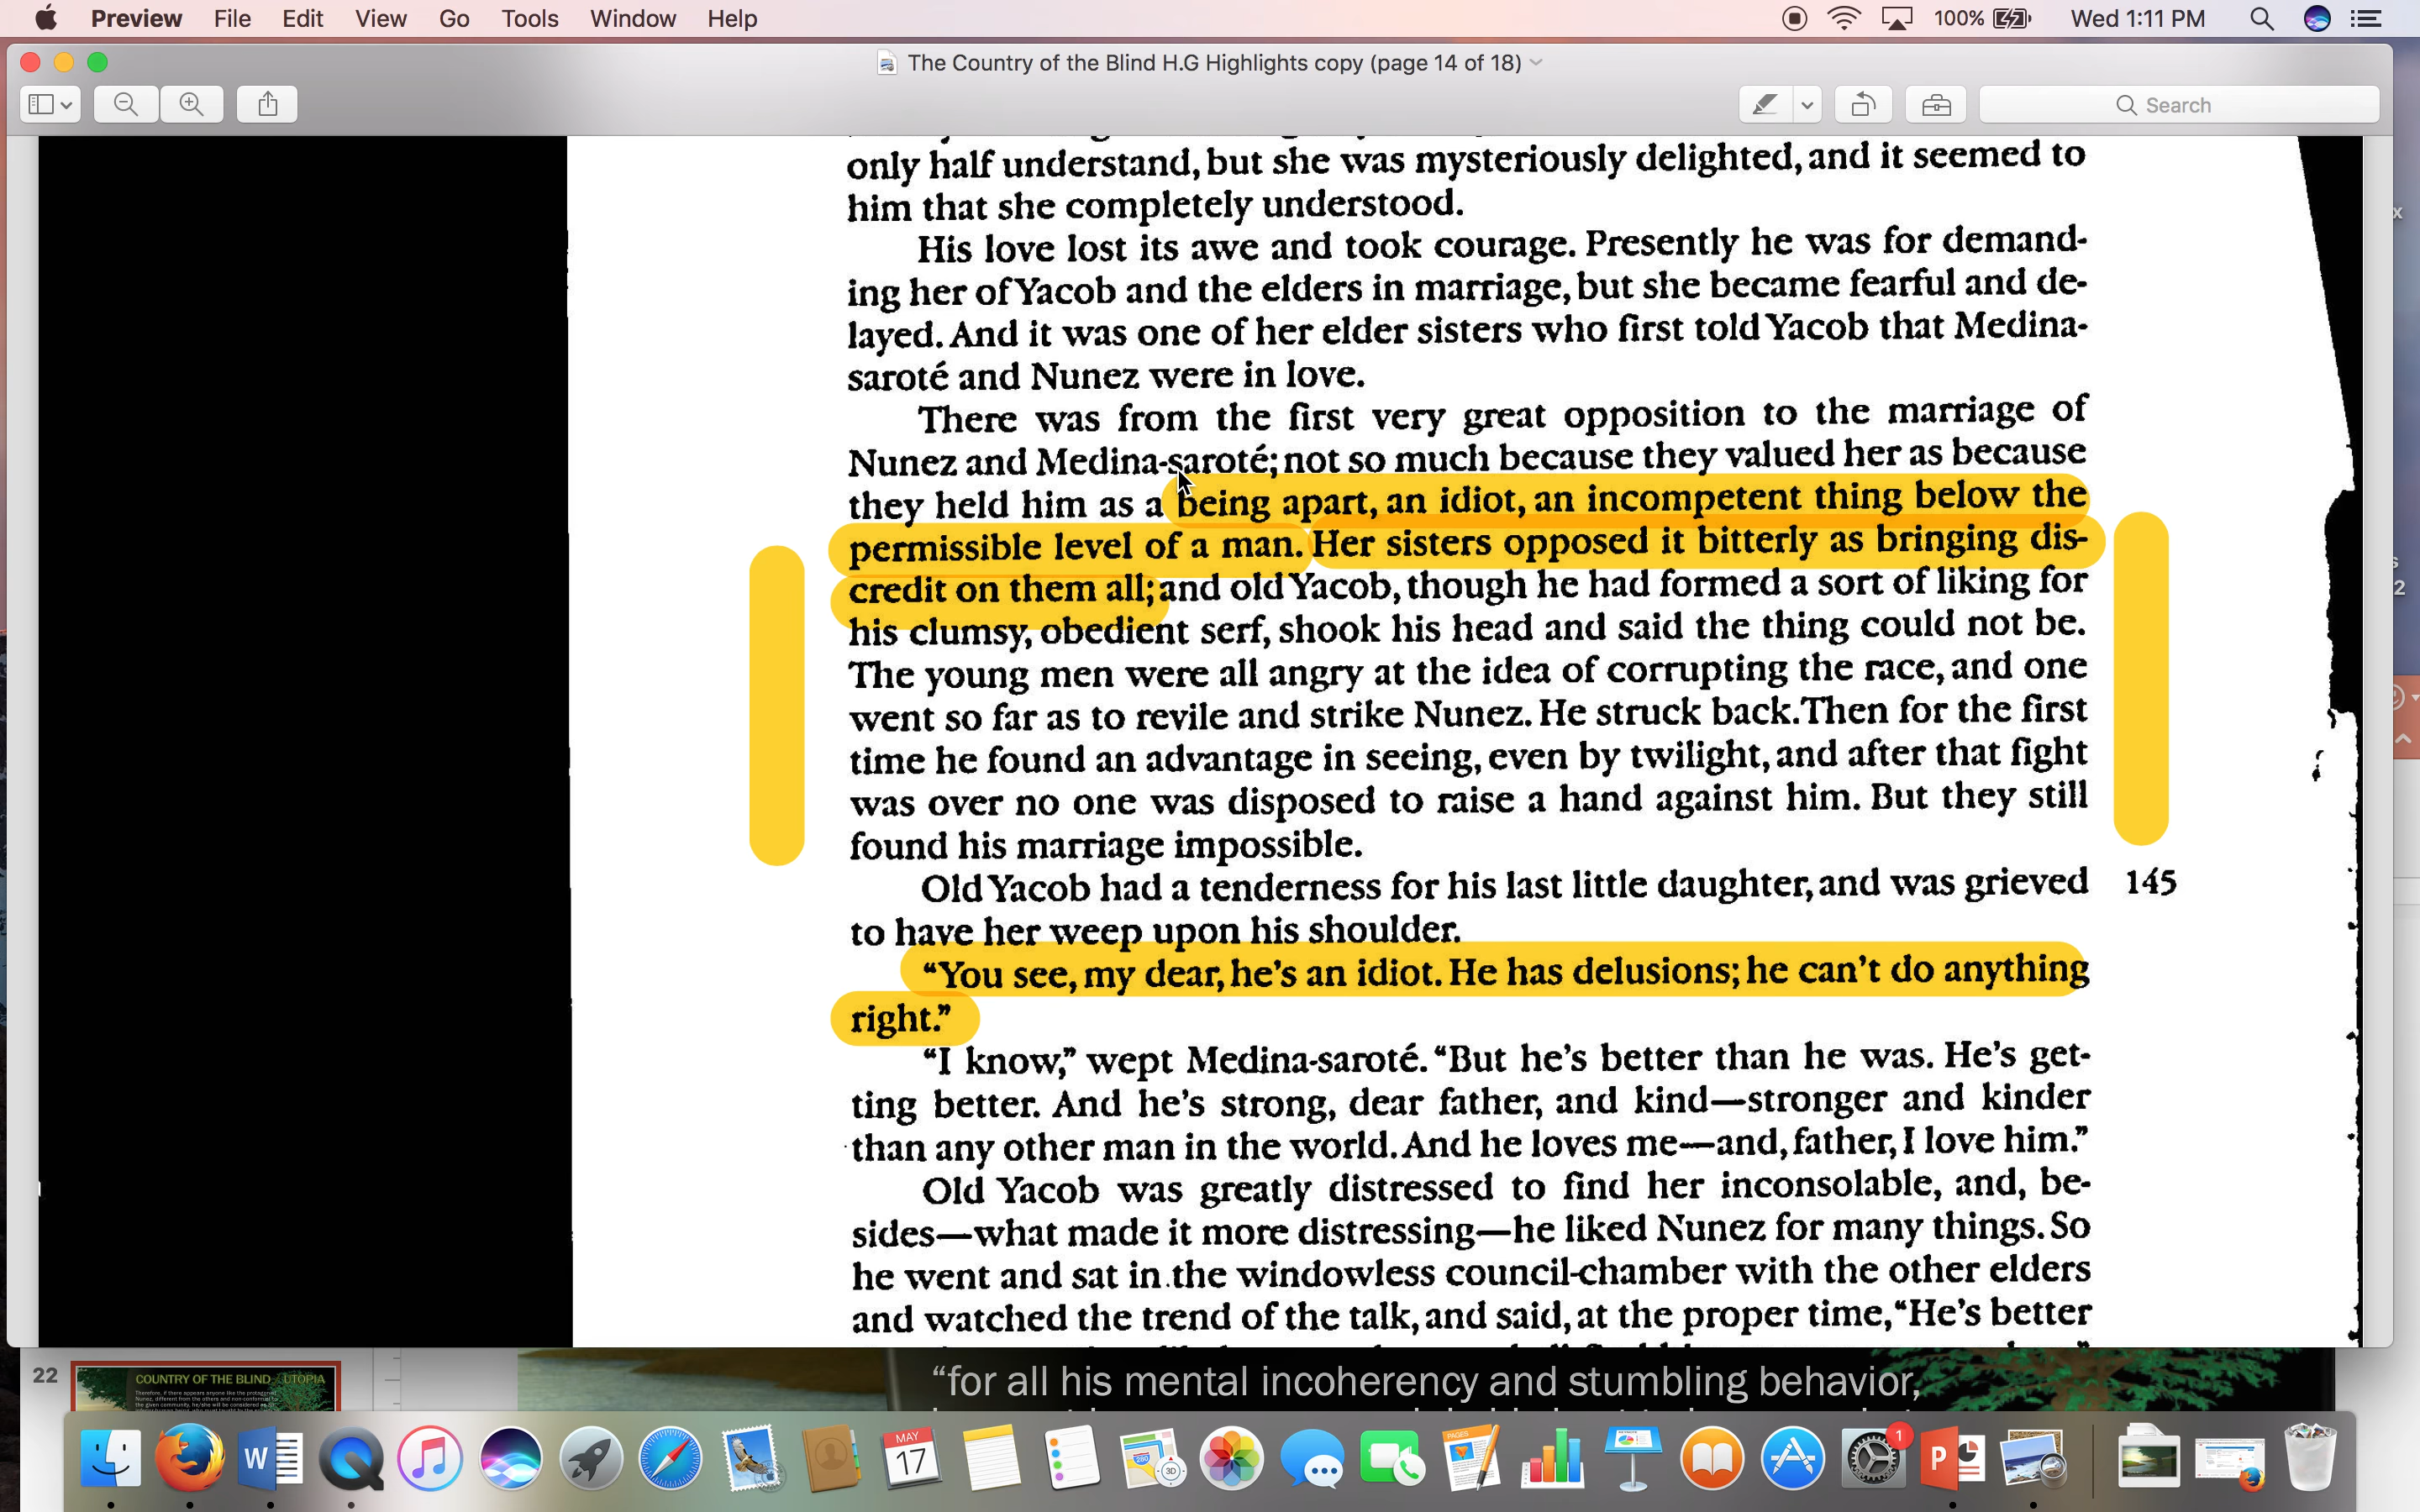 Preview File Edit View Go Tools Window Help 100% Wed 1:11 PM
The Country of the Blind H.G Highlights copy (page 14 of 18)
Search
only half understand, but she was mysteriously delighted, and it seemed to
him that she completely understood.
His love lost its awe and took courage. Presently he was for demand-
ing her of Yacob and the elders in marriage, but she became fearful and de-
layed. And it was one of her elder sisters who first told Yacob that Medina-
saroté and Nunez were in love.
There was from the first very great opposition to the marriage of
Nunez and Medina-saroté; not so much because they valued her as because
they held him as a being apart, an idiot, an incompetent thing below the
permissible level of a man. Her sisters opposed it bitterly as bringing dis-
credit on them all; and old Yacob, though he had formed a sort of liking for
his clumsy, obedient serf, shook his head and said the thing could not be.
The young men were all angry at the idea of corrupting the race, and one
went so far as to revile and strike Nunez. He struck back. Then for the first
time he found an advantage in seeing, even by twilight, and after that fight
was over no one was disposed to raise a hand against him. But they still
found his marriage impossible.
Old Yacob had a tenderness for his last little daughter, and was grieved 145
to have her weep upon his shoulder.
“You see, my dear, he’s an idiot. He has delusions; he can’t do anything
right.”
“I know,” wept Medina-saroté. “But he’s better than he was. He’s get-
ting better. And he’s strong, dear father, and kind—stronger and kinder
than any other man in the world. And he loves me—and, father, I love him.”
Old Yacob was greatly distressed to find her inconsolable, and, be-
sides—what made it more distressing—he liked Nunez for many things. So
he went and sat in the windowless council-chamber with the other elders
and watched the trend of the talk, and said, at the proper time, “He’s better
22
COUNTRY OF THE BLIND UTOPIA
“for all his mental incoherency and stumbling behavior,
MAY
17
PAGES
280
3D
1
W
P